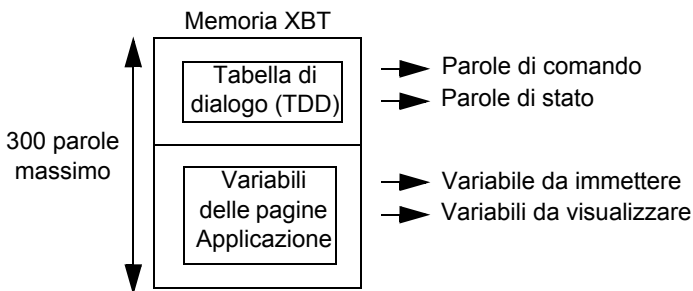 Memoria XBT
Tabella di
dialogo (TDD)
Parole di comando
Parole di stato
300 parole
massimo
Variabili
delle pagine
Applicazione
Variabile da immettere
Variabili da visualizzare